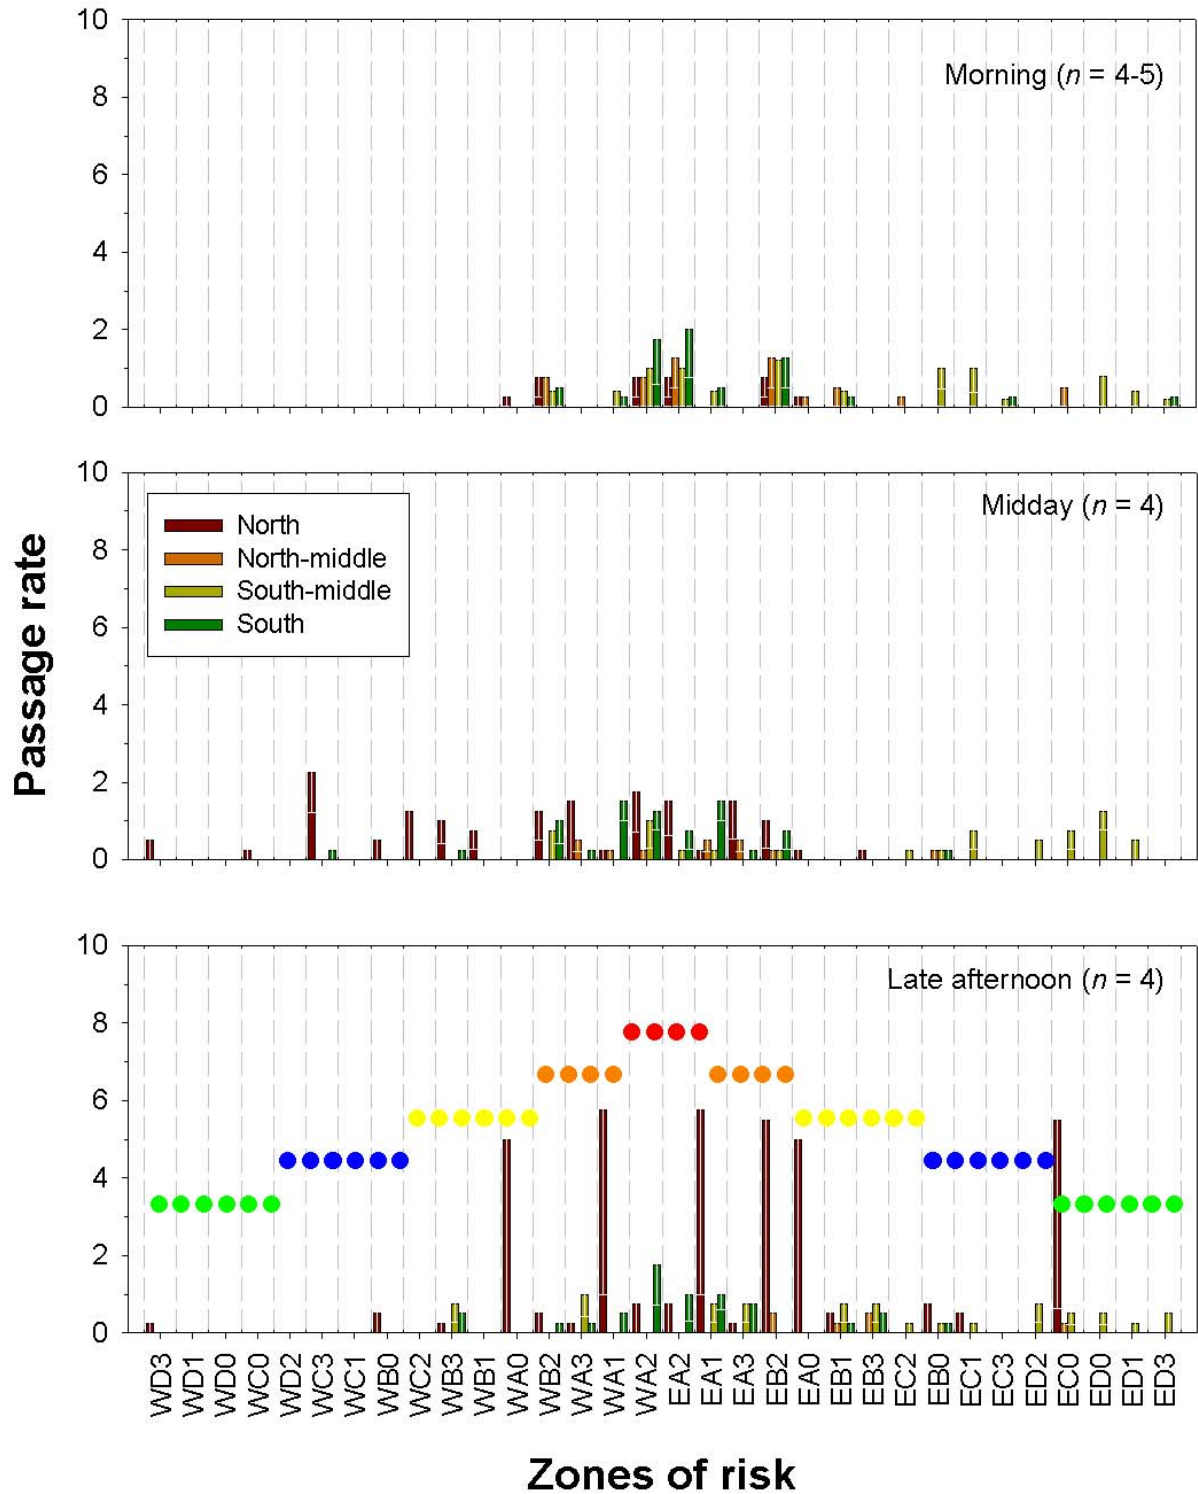 10
Morning (n = 4-5)
8
6
4
2
0
10
Midday (n = 4)
North
North-middle
South-middle
South
8
6
4
2
0
Passage rate
10
Late afternoon (n = 4)
8
6
4
2
0
WD3 WD1 WD0 WC0 WD2 WC3 WC1 WB0 WC2 WB3 WB1 WA0 WB2 WA3 WA1 WA2 EA2 EA1 EA3 EB2 EA0 EB1 EB3 EC2 EB0 EC1 EC3 ED2 EC0 ED0 ED1 ED3
Zones of risk